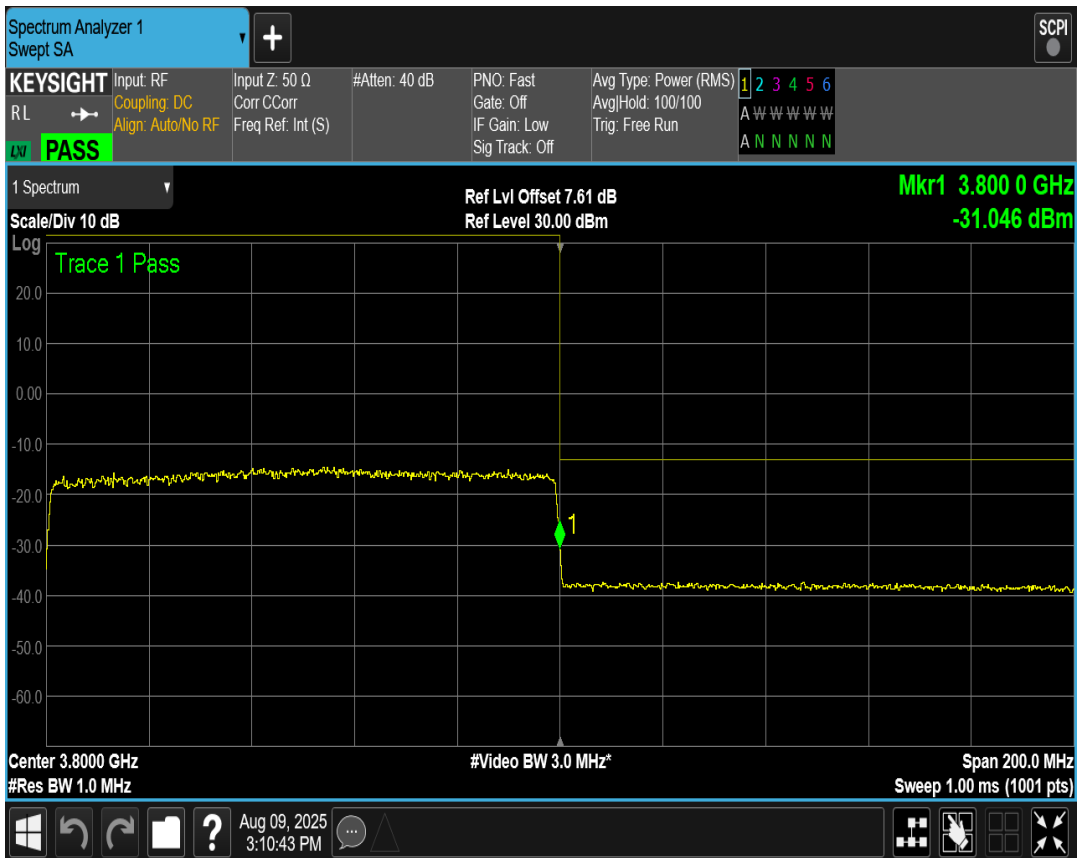 Spectrum Analyzer 1
Swept SA
+
SCPI
KEYSIGHT
RL
LXI PASS
Input: RF
Coupling: DC
Align: Auto/No RF
Input Z: 50 Ω
Corr CCorr
Freq Ref: Int (S)
#Atten: 40 dB
PNO: Fast
Gate: Off
IF Gain: Low
Sig Track: Off
Avg Type: Power (RMS)
Avg|Hold: 100/100
Trig: Free Run
1 2 3 4 5 6
A W W W W W
A N N N N N
1 Spectrum
Scale/Div 10 dB
Ref Lvl Offset 7.61 dB
Ref Level 30.00 dBm
Mkr1 3.800 0 GHz
-31.046 dBm
Log
Trace 1 Pass
20.0
10.0
0.00
-10.0
-20.0
1
-30.0
-40.0
-50.0
-60.0
Center 3.8000 GHz
#Res BW 1.0 MHz
#Video BW 3.0 MHz*
Span 200.0 MHz
Sweep 1.00 ms (1001 pts)
?
Aug 09, 2025
3:10:43 PM